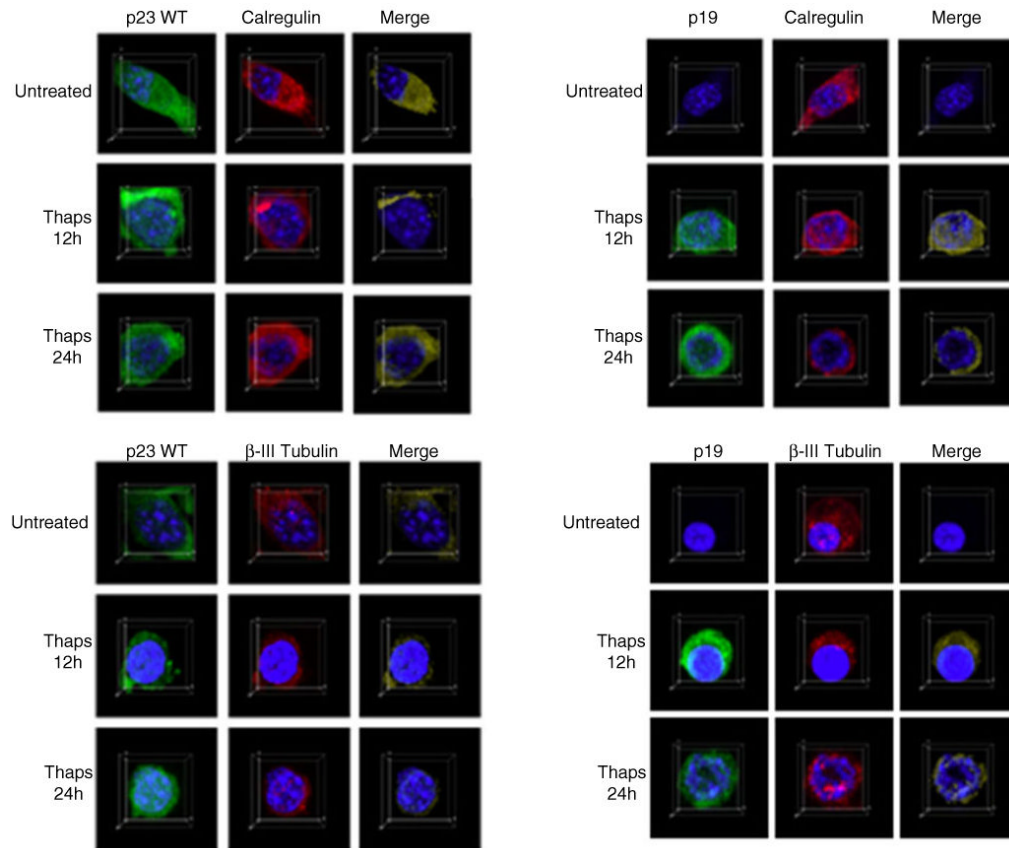 p23 WT Calregulin Merge
Untreated
Thaps
12h
Thaps
24h
p19 Calregulin Merge
Untreated
Thaps
12h
Thaps
24h
p23 WT β-III Tubulin Merge
Untreated
Thaps
12h
Thaps
24h
p19 β-III Tubulin Merge
Untreated
Thaps
12h
Thaps
24h